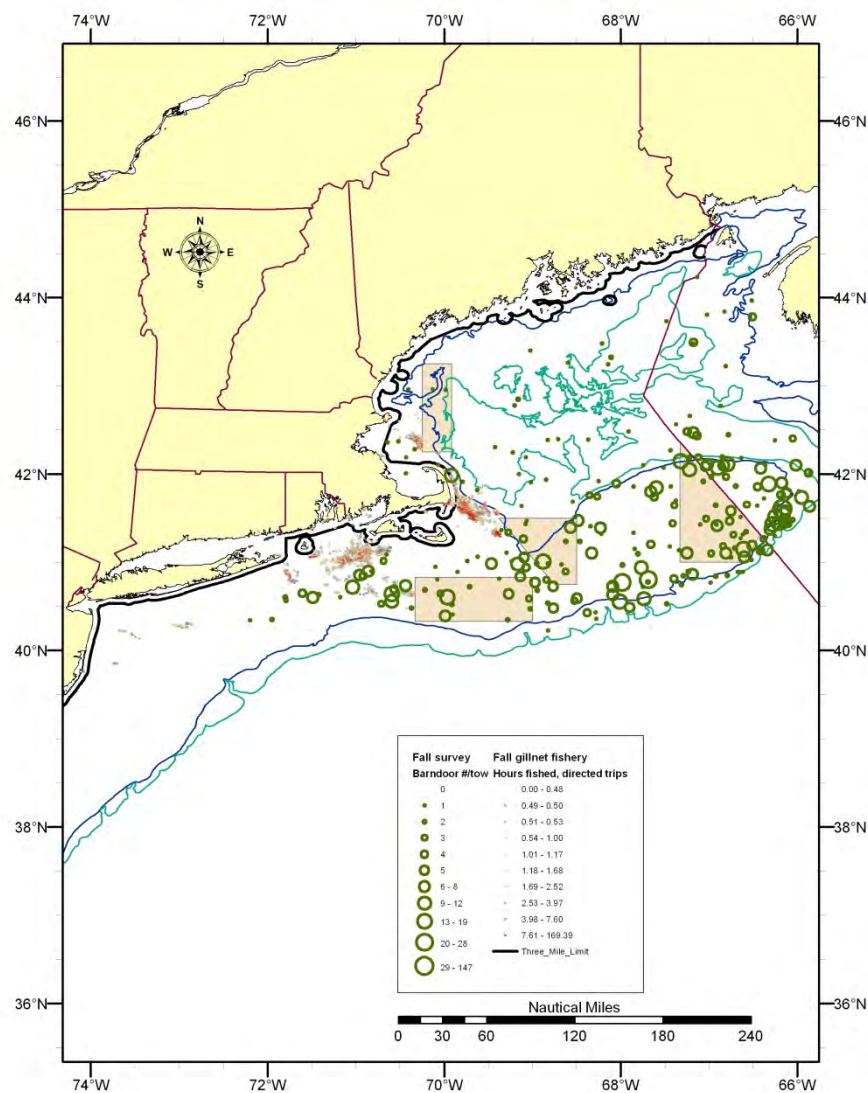 74°W 72°W 70°W 68°W 66°W
46°N 46°N
N
W E
S
44°N 44°N
42°N 42°N
40°N 40°N
Fall survey Fall gillnet fishery
Barndoor #/tow Hours fished, directed trips
0 0.00 - 0.48
1 0.49 - 0.50
2 0.51 - 0.53
3 0.54 - 1.00
4 1.01 - 1.17
5 1.18 - 1.68
6 - 8 1.69 - 2.52
9 - 12 2.53 - 3.97
13 - 19 3.98 - 7.60
20 - 28 7.61 - 169.39
29 - 147 Three_Mile_Limit
38°N 38°N
36°N 36°N
Nautical Miles
0 30 60 120 180 240
74°W 72°W 70°W 68°W 66°W